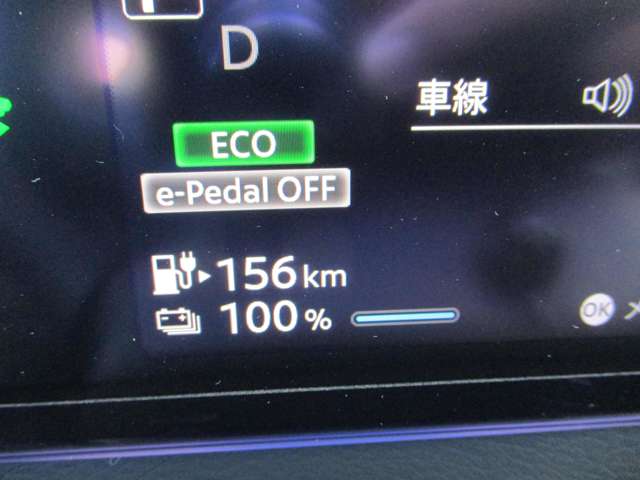 D
車線
ECO
e-Pedal OFF
156 km
100 %
OK